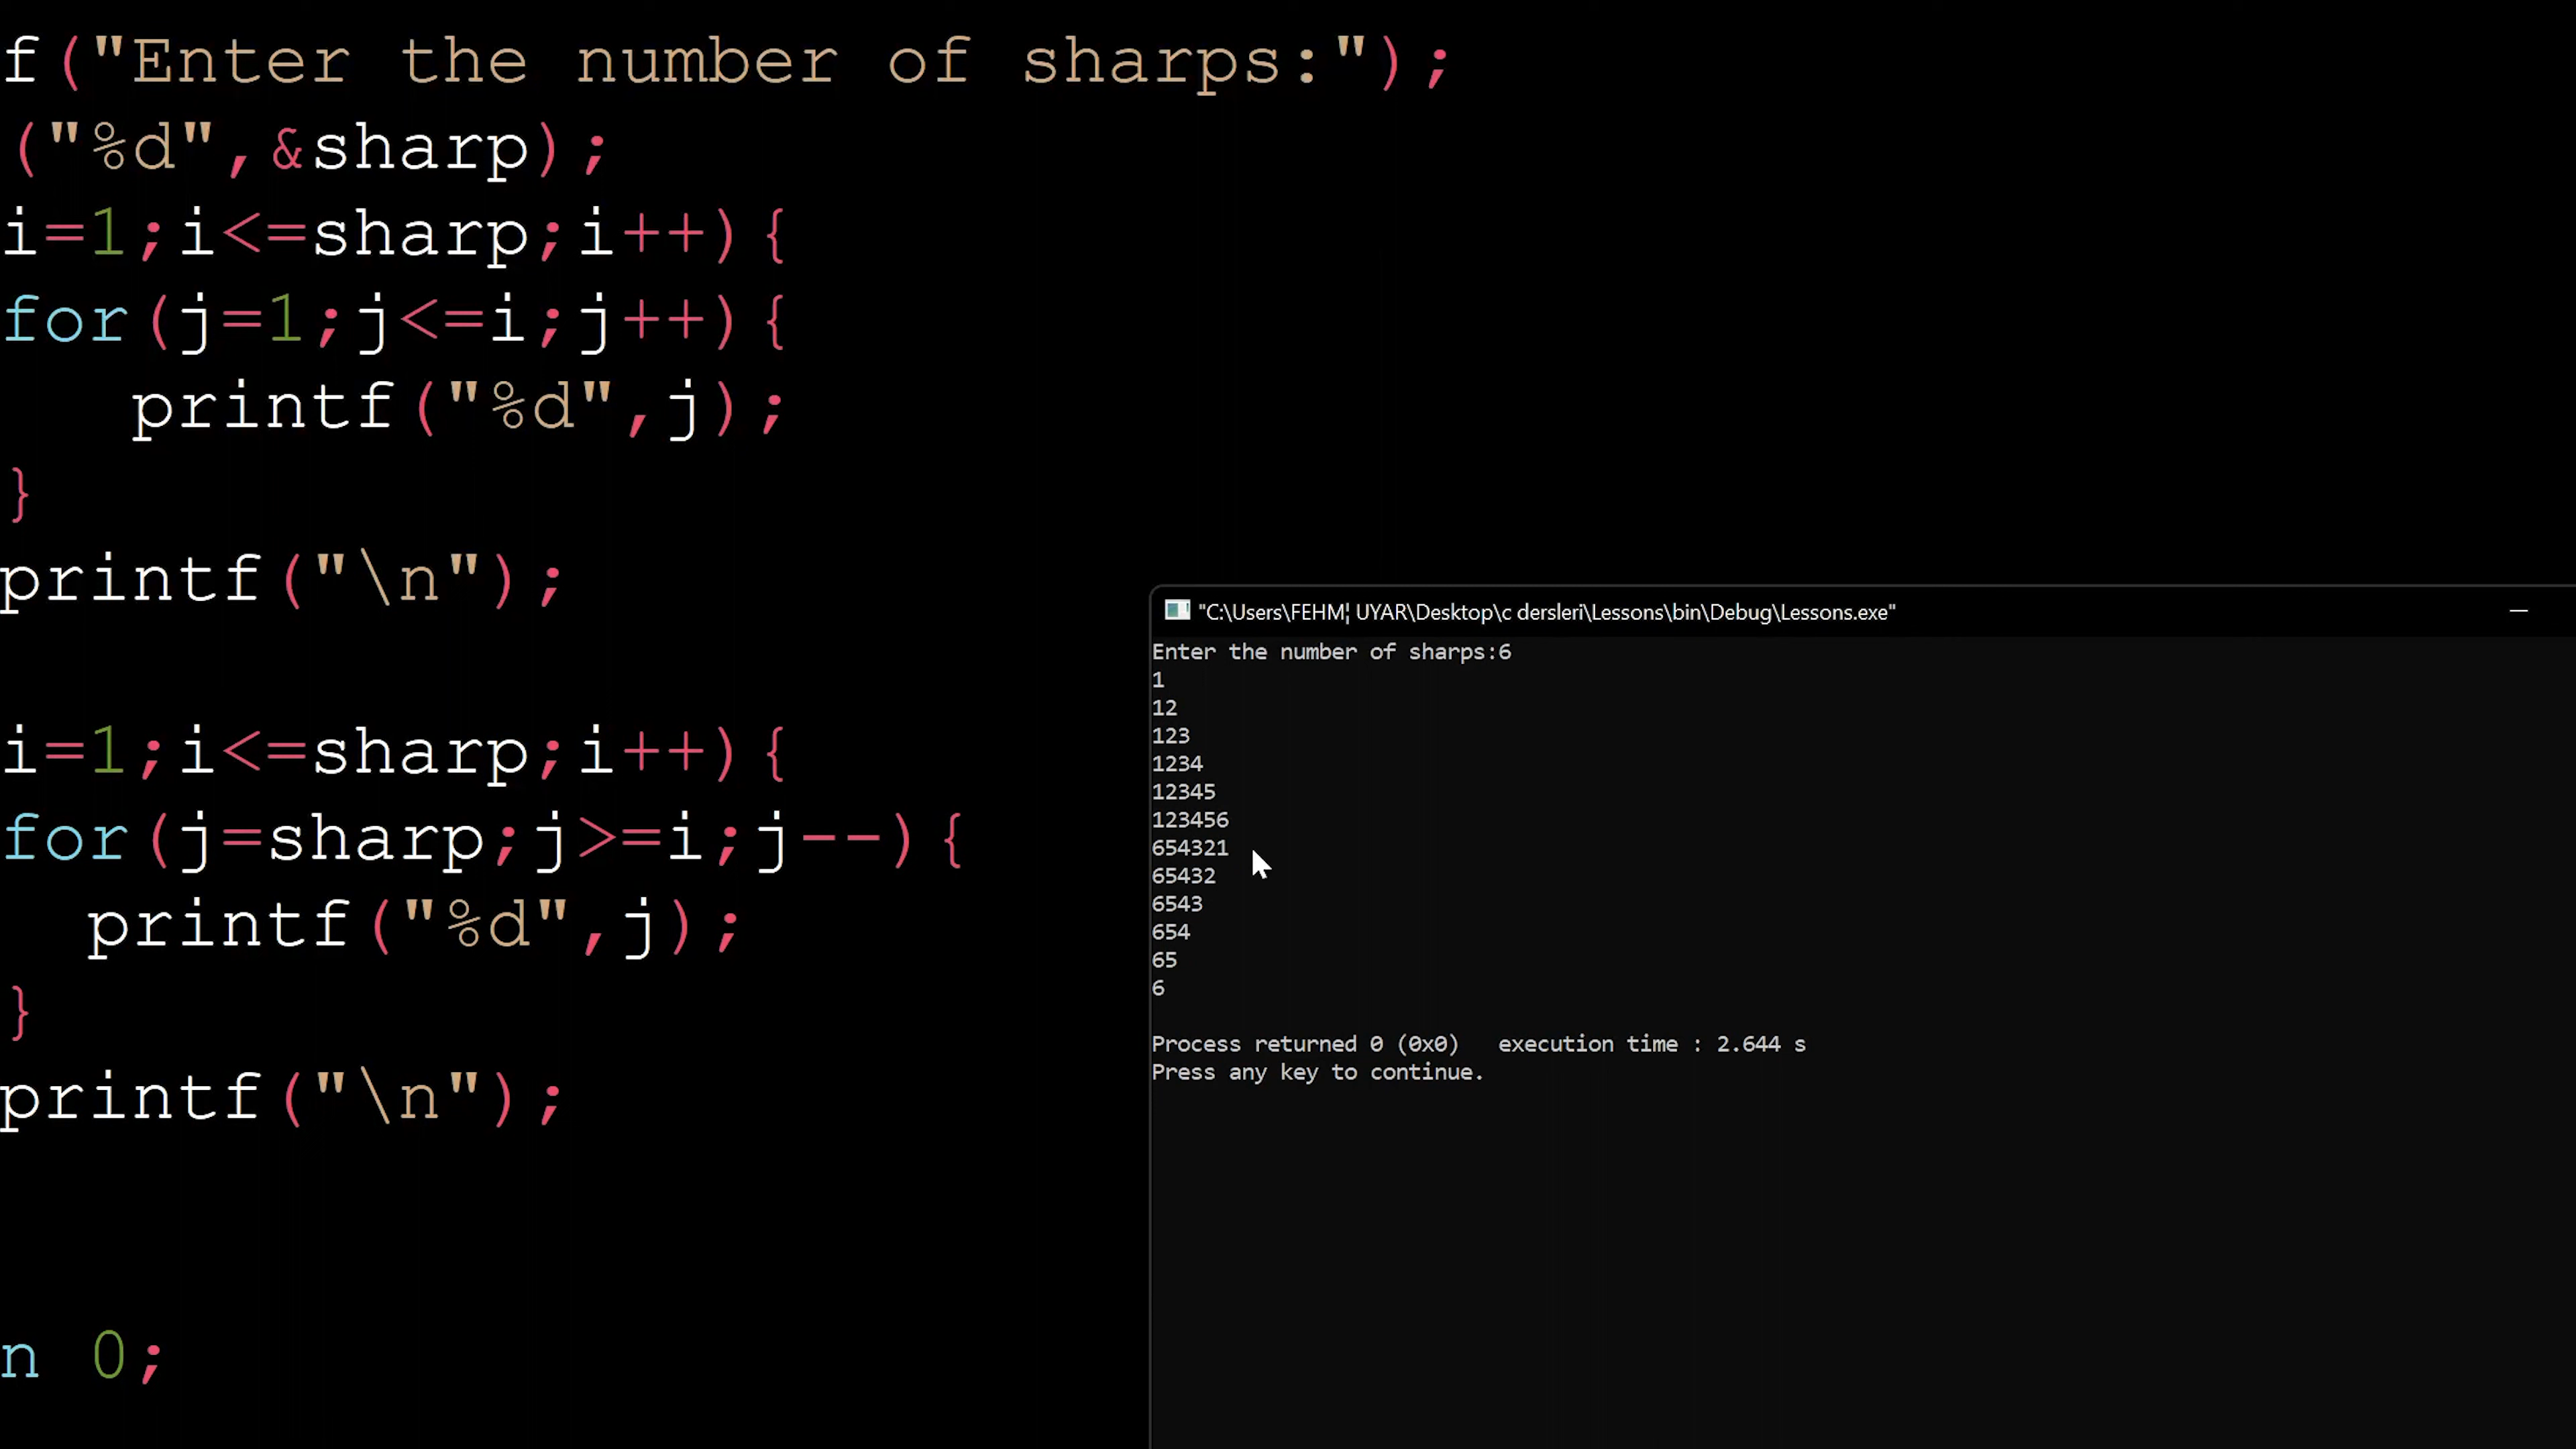 f("Enter the number of sharps:");
("%d",&sharp);
i=1;i<=sharp;i++){
for(j=1;j<=i;j++){
printf("%d",j);
}
printf("\n");
i=1;i<=sharp;i++){
for(j=sharp;j>=i;j--){
printf("%d",j);
}
printf("\n");
n 0;
"C:\Users\FEHM¦ UYAR\Desktop\c dersleri\Lessons\bin\Debug\Lessons.exe"
Enter the number of sharps:6
1
12
123
1234
12345
123456
654321
65432
6543
654
65
6
Process returned 0 (0x0)   execution time : 2.644 s
Press any key to continue.